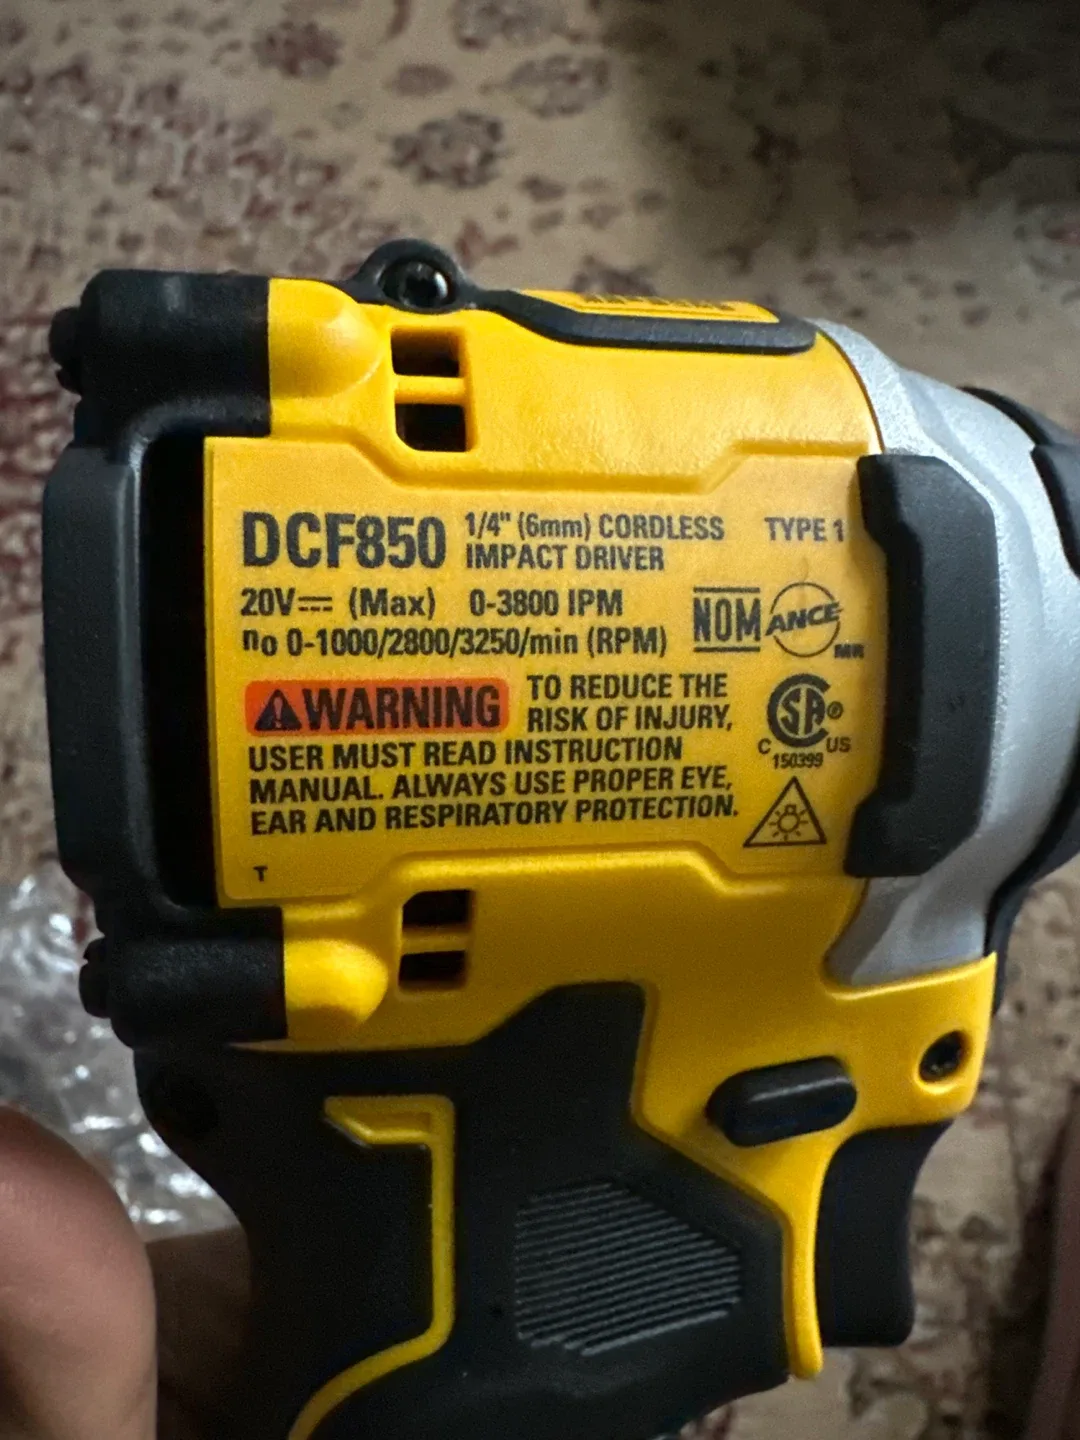 DCF850 1/4" (6mm) CORDLESS IMPACT DRIVER TYPE 1
20V⎓ (Max) 0-3800 IPM
no 0-1000/2800/3250/min (RPM)
NOM ANCE MR
⚠WARNING TO REDUCE THE
RISK OF INJURY,
USER MUST READ INSTRUCTION
MANUAL. ALWAYS USE PROPER EYE,
EAR AND RESPIRATORY PROTECTION.
SA®
C US
150399
T